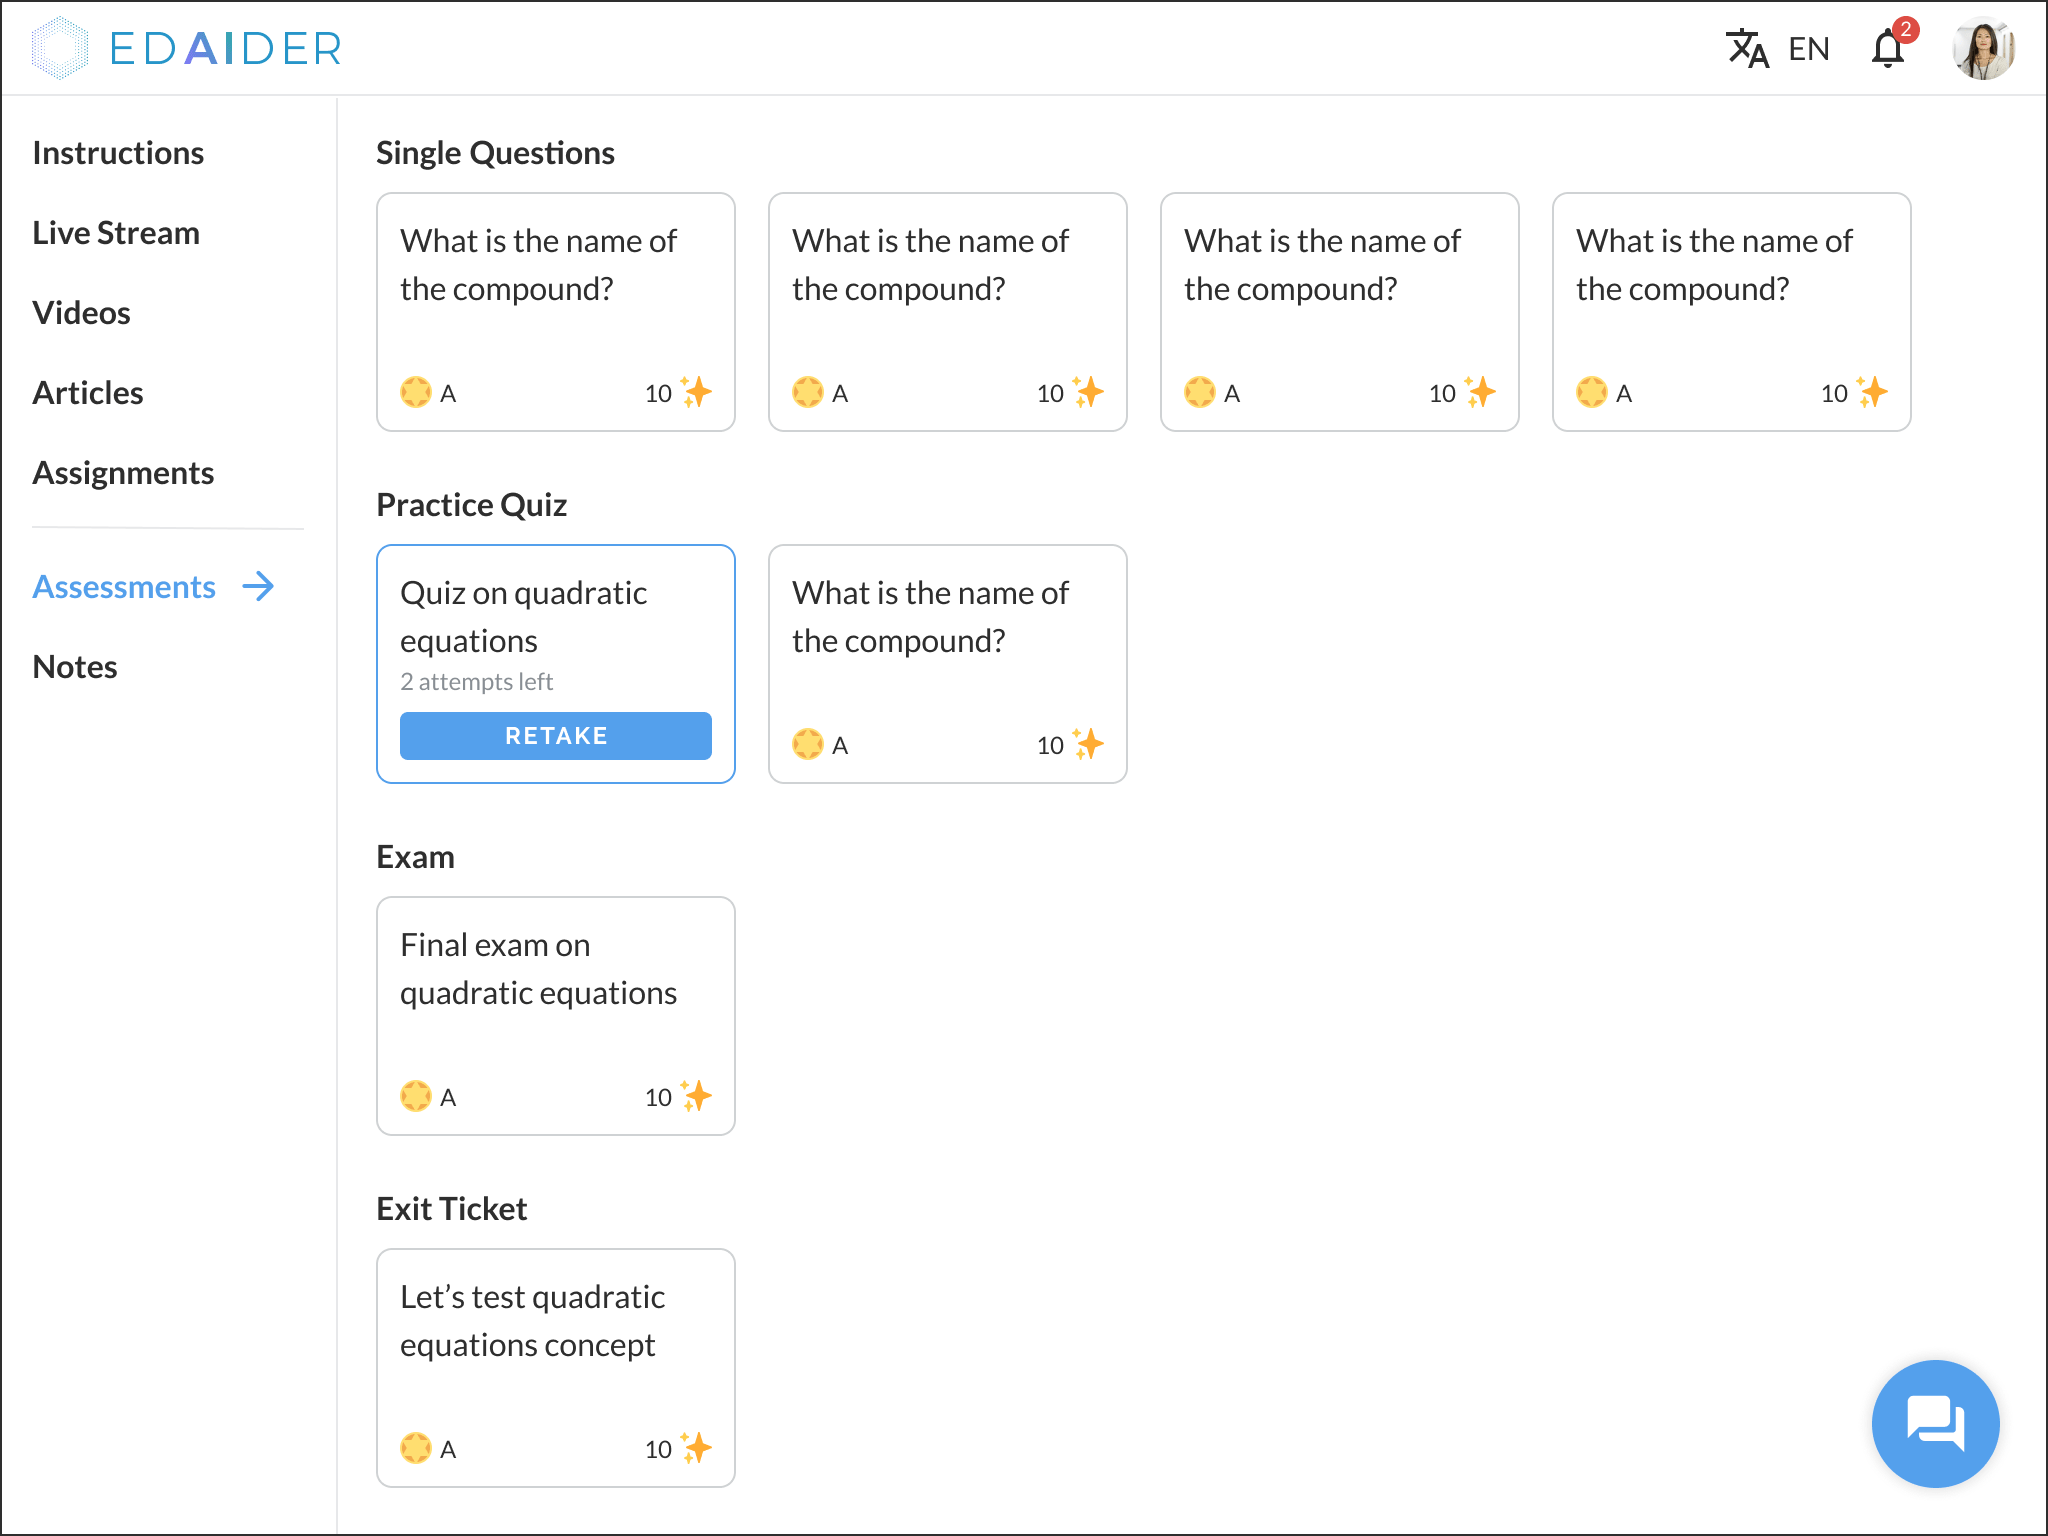 EDAIDER
EN
2
Instructions
Live Stream
Videos
Articles
Assignments
Assessments
Notes
Single Questions
What is the name of
the compound?
A 10
What is the name of
the compound?
A 10
What is the name of
the compound?
A 10
What is the name of
the compound?
A 10
Practice Quiz
Quiz on quadratic
equations
2 attempts left
RETAKE
What is the name of
the compound?
A 10
Exam
Final exam on
quadratic equations
A 10
Exit Ticket
Let’s test quadratic
equations concept
A 10